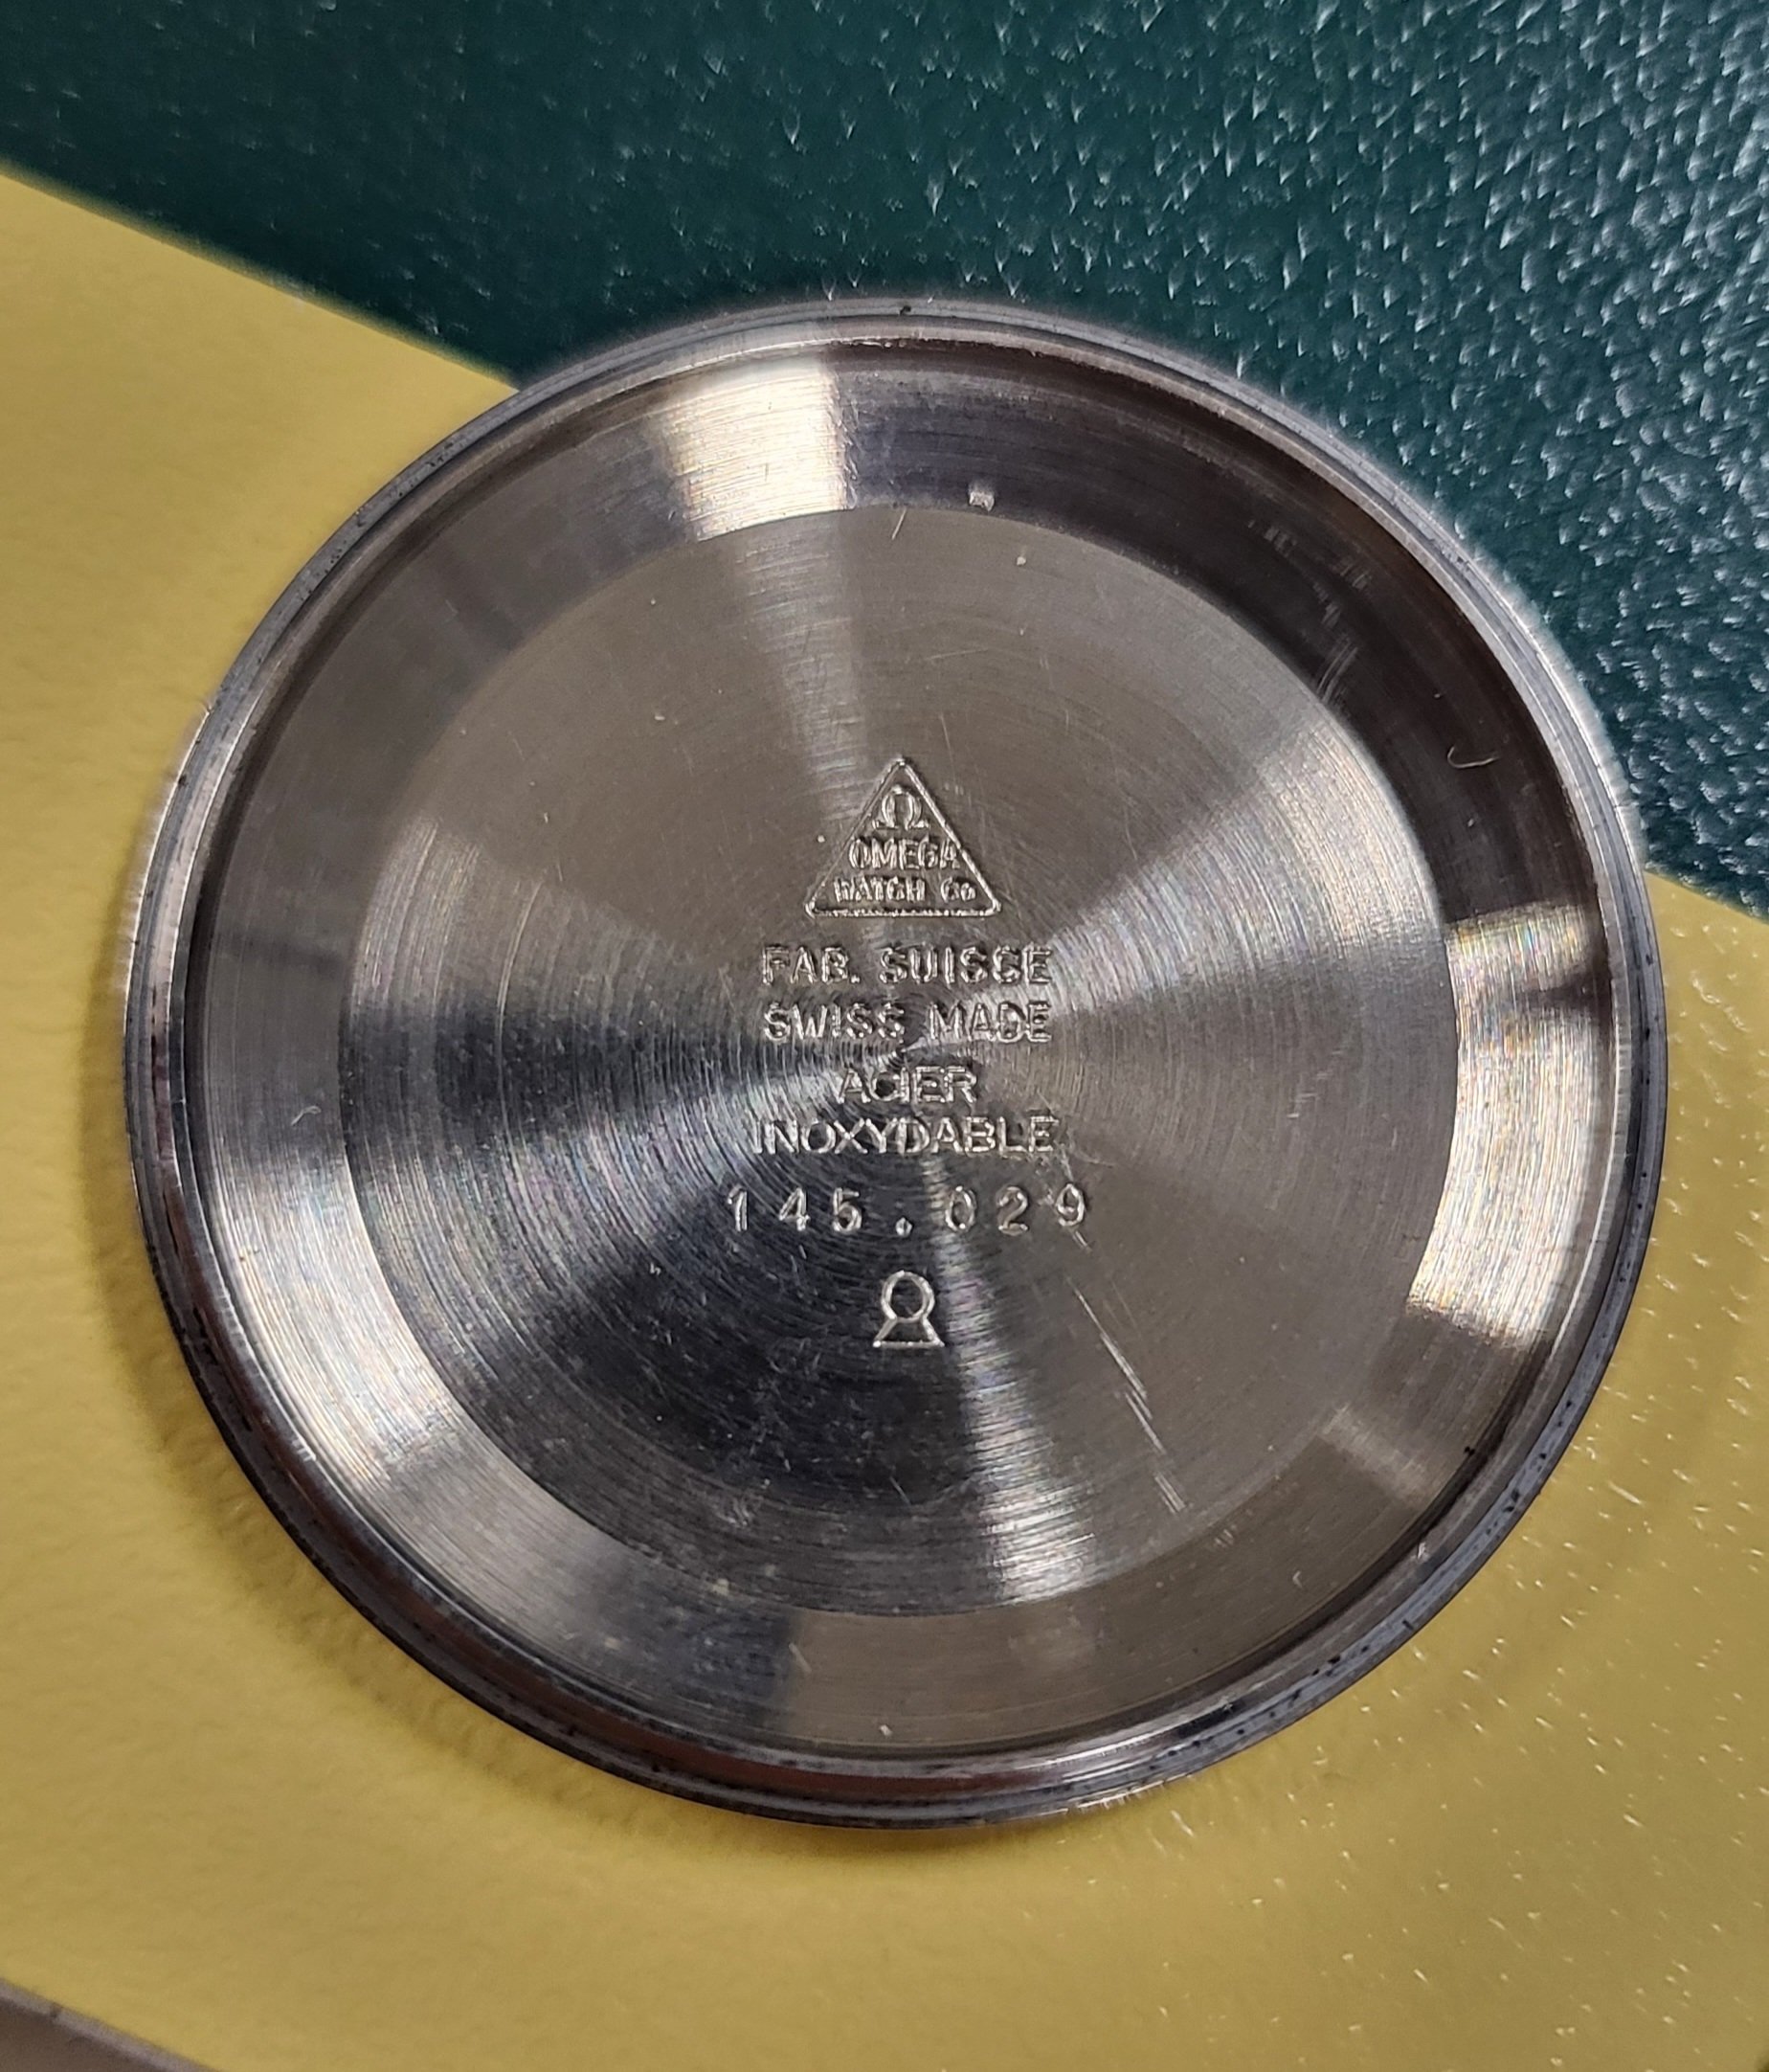 Ω
OMEGA
WATCH Co
FAB. SUISSE
SWISS MADE
ACIER
INOXYDABLE
145.029